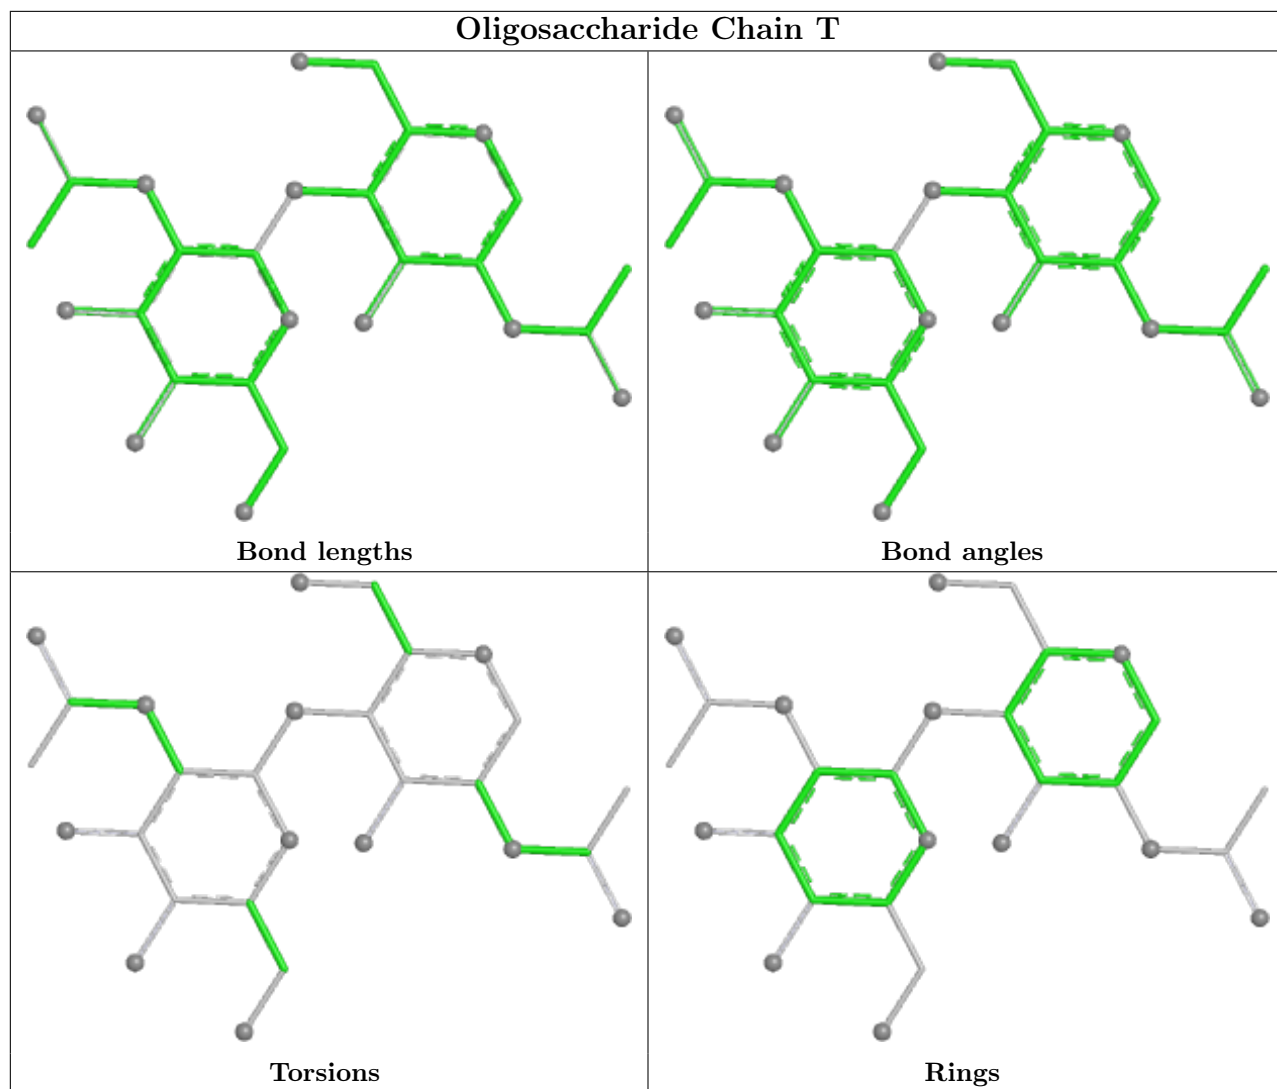 Oligosaccharide Chain T
Bond lengths
Bond angles
Torsions
Rings